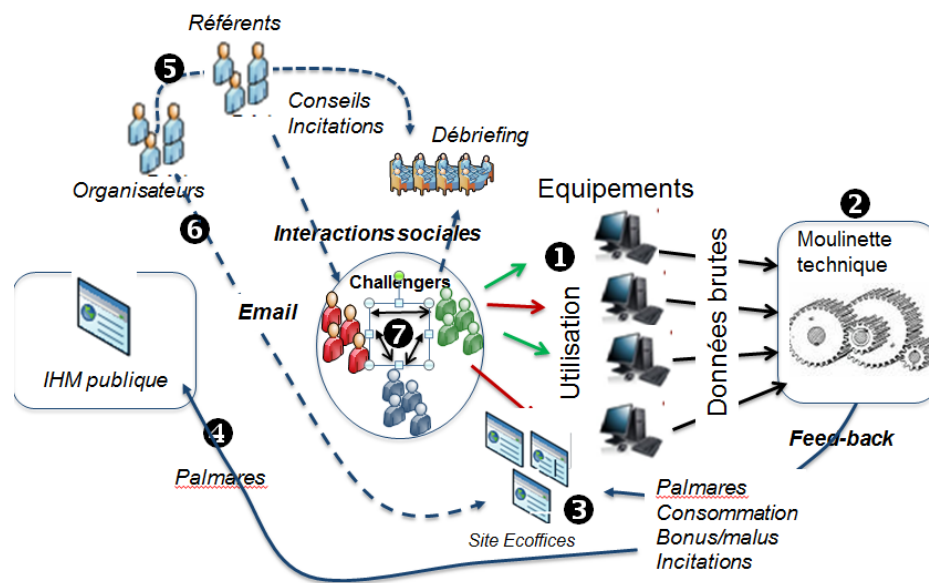 Référents
5
Conseils
Incitations
Débriefing
Organisateurs
6
Equipements
2
Moulinette
technique
Interactions sociales
1
Challengers
7
Utilisation
Données brutes
Email
IHM publique
4
Palmares
Feed-back
3
Site Ecoffices
Palmares
Consommation
Bonus/malus
Incitations